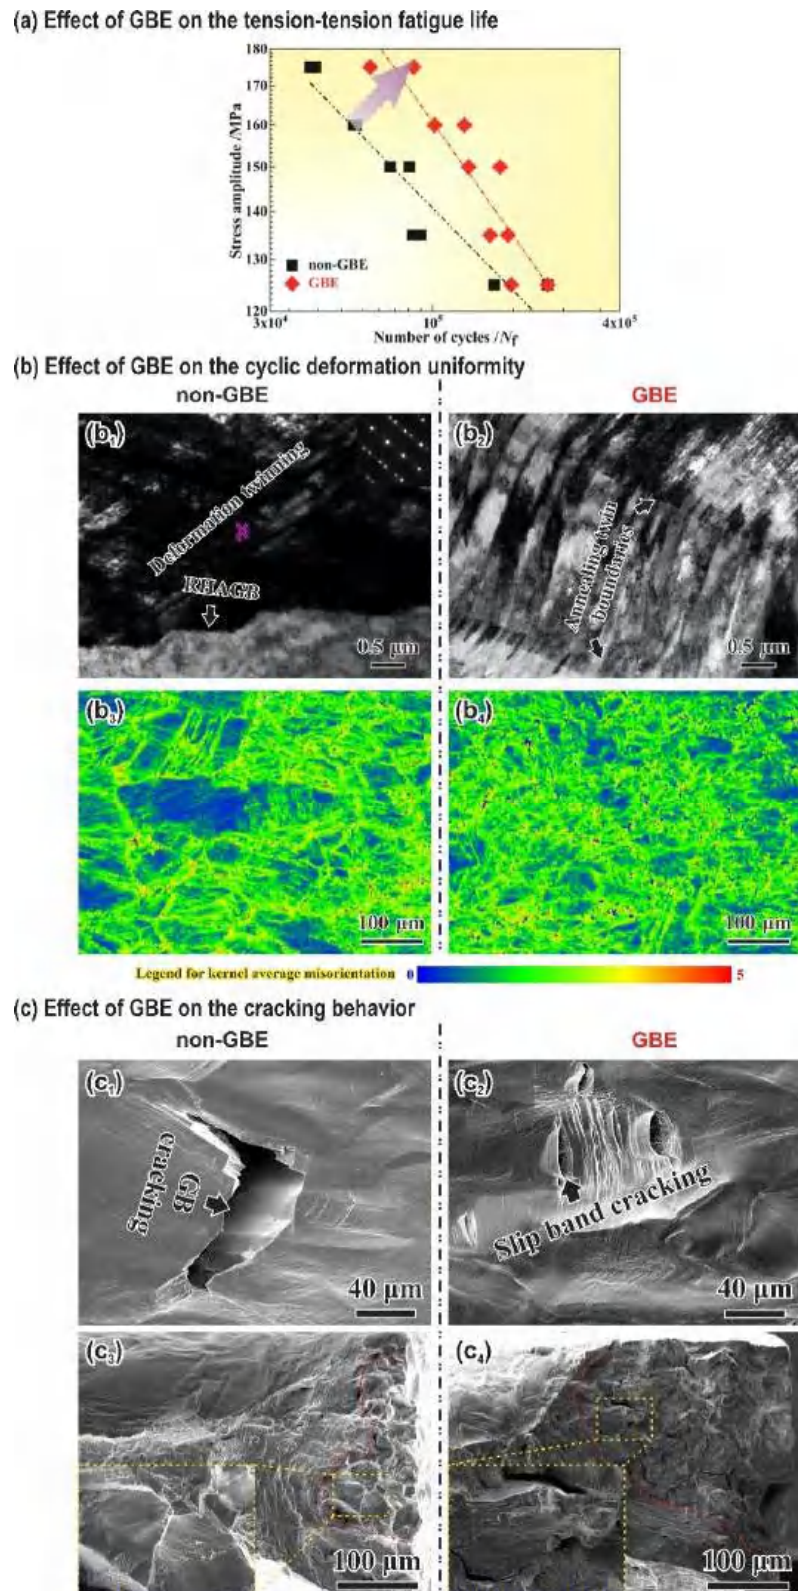 (a) Effect of GBE on the tension-tension fatigue life
180
170
160
150
140
130
120
Stress amplitude /MPa
non-GBE
GBE
3x10⁴
10⁵
4x10⁵
Number of cycles /Nf
(b) Effect of GBE on the cyclic deformation uniformity
non-GBE
GBE
(b₁)
Deformation twinning
RHAGB
0.5 µm
(b₂)
Annealing twin
boundaries
0.5 µm
(b₃)
100 µm
(b₄)
100 µm
Legend for kernel average misorientation 0
5
(c) Effect of GBE on the cracking behavior
non-GBE
GBE
(c₁)
GB
cracking
40 µm
(c₂)
Slip band cracking
40 µm
(c₃)
100 µm
(c₄)
100 µm